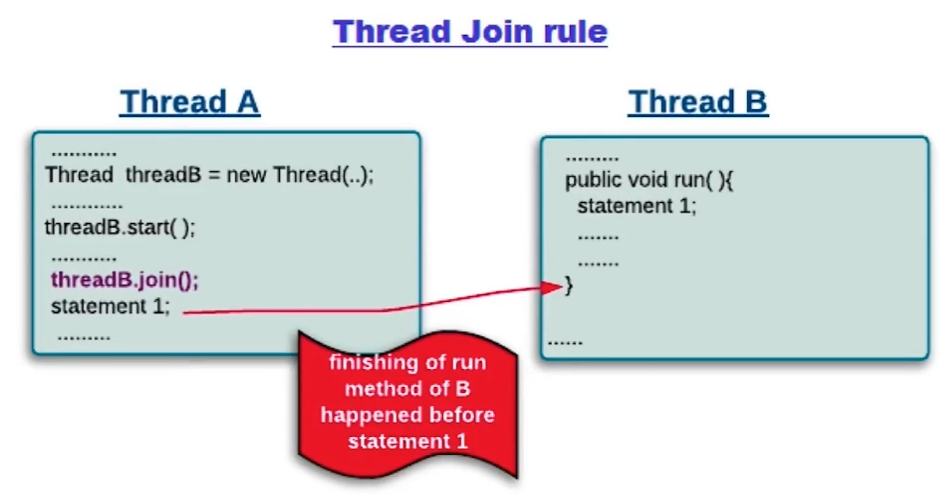 Thread Join rule
Thread A
...........
Thread threadB = new Thread(..);
............
threadB.start( );
...........
threadB.join();
statement 1;
.........
Thread B
.........
public void run( ){
statement 1;
.......
.......
}
......
finishing of run
method of B
happened before
statement 1